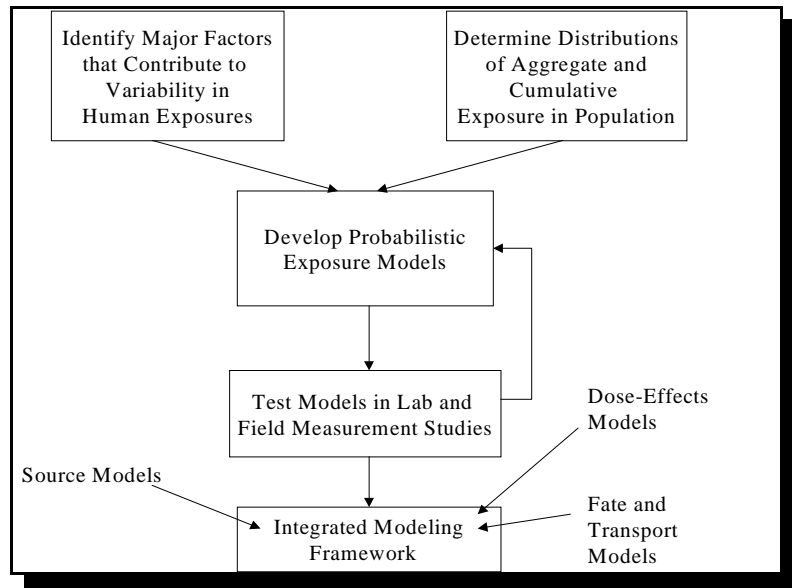 Identify Major Factors
that Contribute to
Variability in
Human Exposures
Determine Distributions
of Aggregate and
Cumulative
Exposure in Population
Develop Probabilistic
Exposure Models
Test Models in Lab and
Field Measurement Studies
Dose-Effects
Models
Source Models
Integrated Modeling
Framework
Fate and
Transport
Models